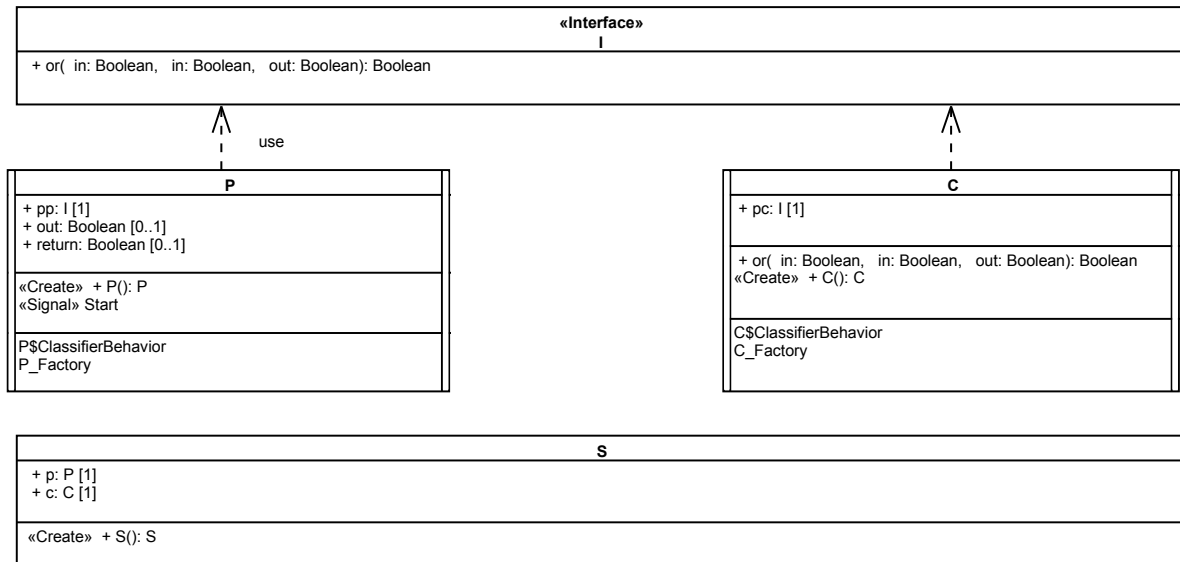 «Interface»
I
+ or(  in: Boolean,   in: Boolean,   out: Boolean): Boolean
use
P
+ pp: I [1]
+ out: Boolean [0..1]
+ return: Boolean [0..1]
«Create»  + P(): P
«Signal» Start
P$ClassifierBehavior
P_Factory
C
+ pc: I [1]
+ or(  in: Boolean,   in: Boolean,   out: Boolean): Boolean
«Create»  + C(): C
C$ClassifierBehavior
C_Factory
S
+ p: P [1]
+ c: C [1]
«Create»  + S(): S